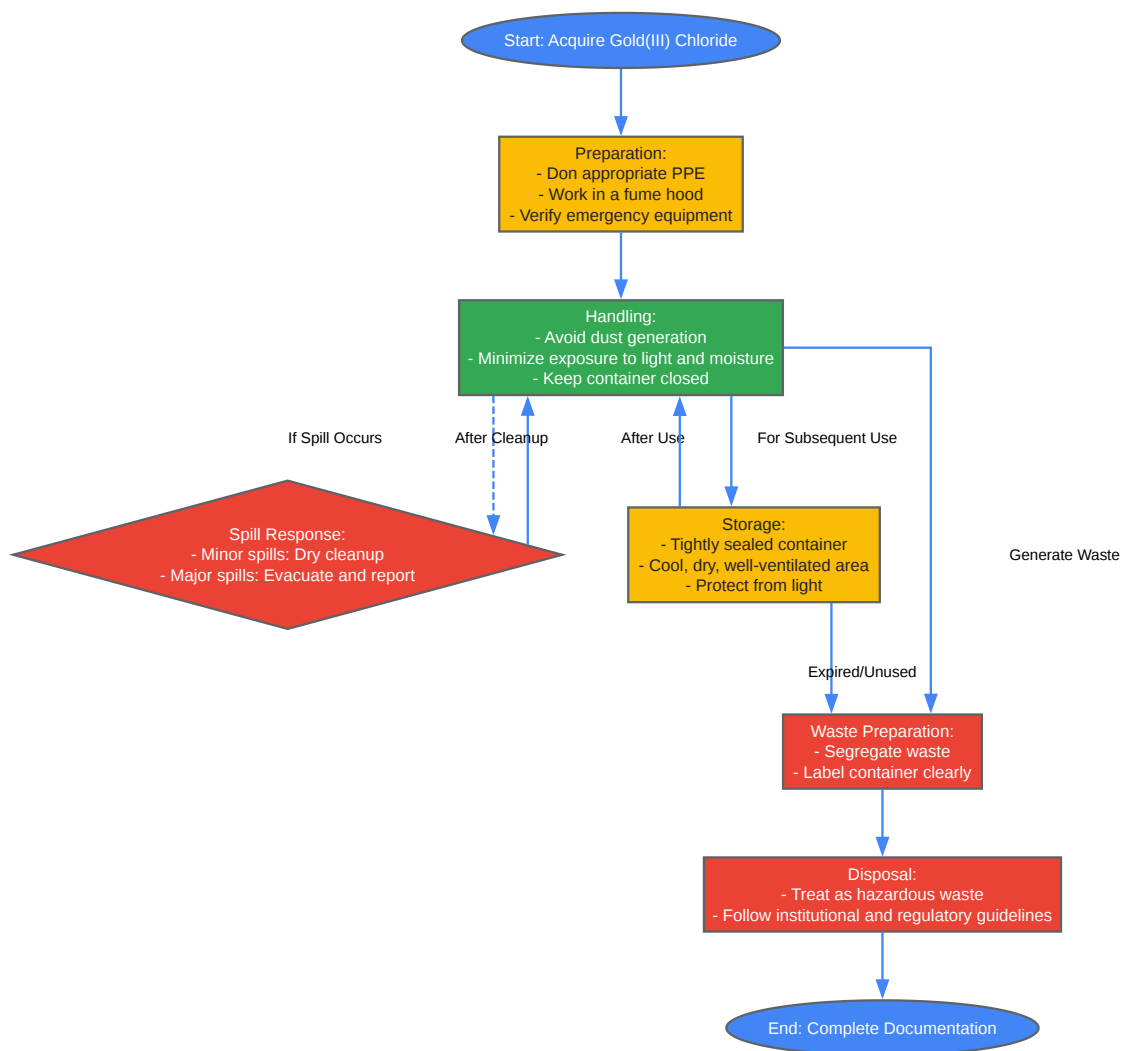 Start: Acquire Gold(III) Chloride
Preparation:
- Don appropriate PPE
- Work in a fume hood
- Verify emergency equipment
Handling:
- Avoid dust generation
- Minimize exposure to light and moisture
- Keep container closed
If Spill Occurs
After Cleanup
After Use
For Subsequent Use
Spill Response:
- Minor spills: Dry cleanup
- Major spills: Evacuate and report
Storage:
- Tightly sealed container
- Cool, dry, well-ventilated area
- Protect from light
Generate Waste
Expired/Unused
Waste Preparation:
- Segregate waste
- Label container clearly
Disposal:
- Treat as hazardous waste
- Follow institutional and regulatory guidelines
End: Complete Documentation